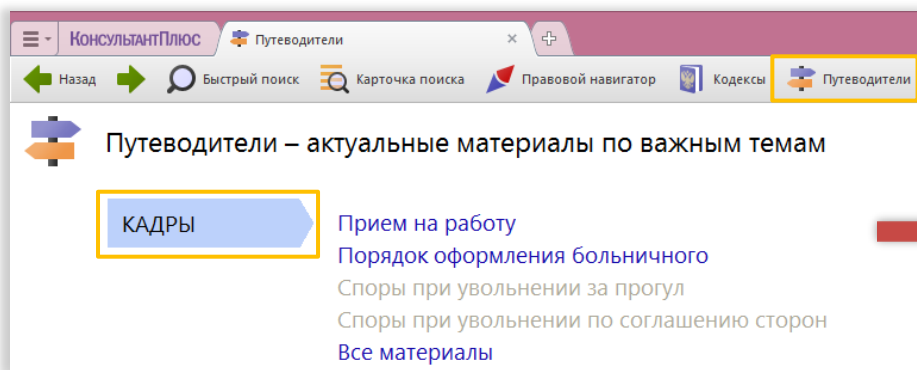 КОНСУЛЬТАНТПЛЮС Путеводители
Назад Быстрый поиск Карточка поиска Правовой навигатор Кодексы Путеводители
Путеводители – актуальные материалы по важным темам
КАДРЫ Прием на работу
Порядок оформления больничного
Споры при увольнении за прогул
Споры при увольнении по соглашению сторон
Все материалы